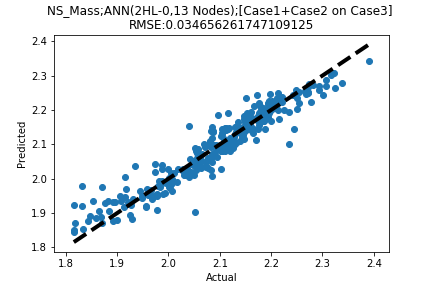 NS_Mass;ANN(2HL-0,13 Nodes);[Case1+Case2 on Case3]
RMSE:0.034656261747109125
2.4
2.3
2.2
2.1
2.0
1.9
1.8
Predicted
1.8 1.9 2.0 2.1 2.2 2.3 2.4
Actual